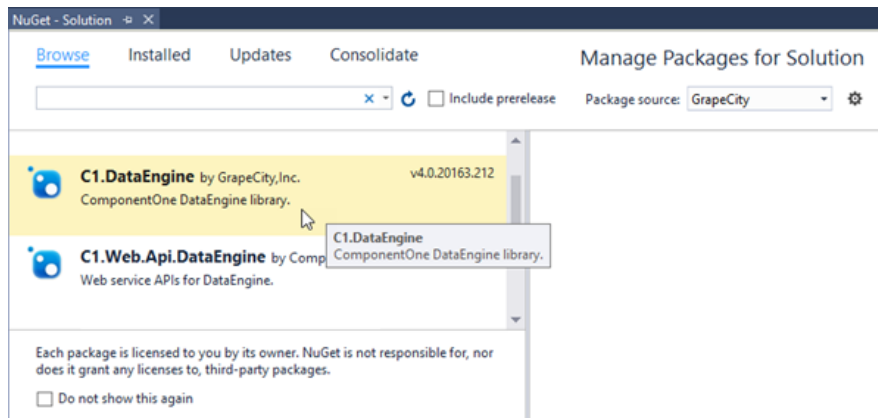 NuGet - Solution
Browse Installed Updates Consolidate
Manage Packages for Solution
Include prerelease
Package source: GrapeCity
C1.DataEngine by GrapeCity,Inc.
v4.0.20163.212
ComponentOne DataEngine library.
C1.DataEngine
ComponentOne DataEngine library.
C1.Web.Api.DataEngine by Comp
Web service APIs for DataEngine.
Each package is licensed to you by its owner. NuGet is not responsible for, nor
does it grant any licenses to, third-party packages.
Do not show this again